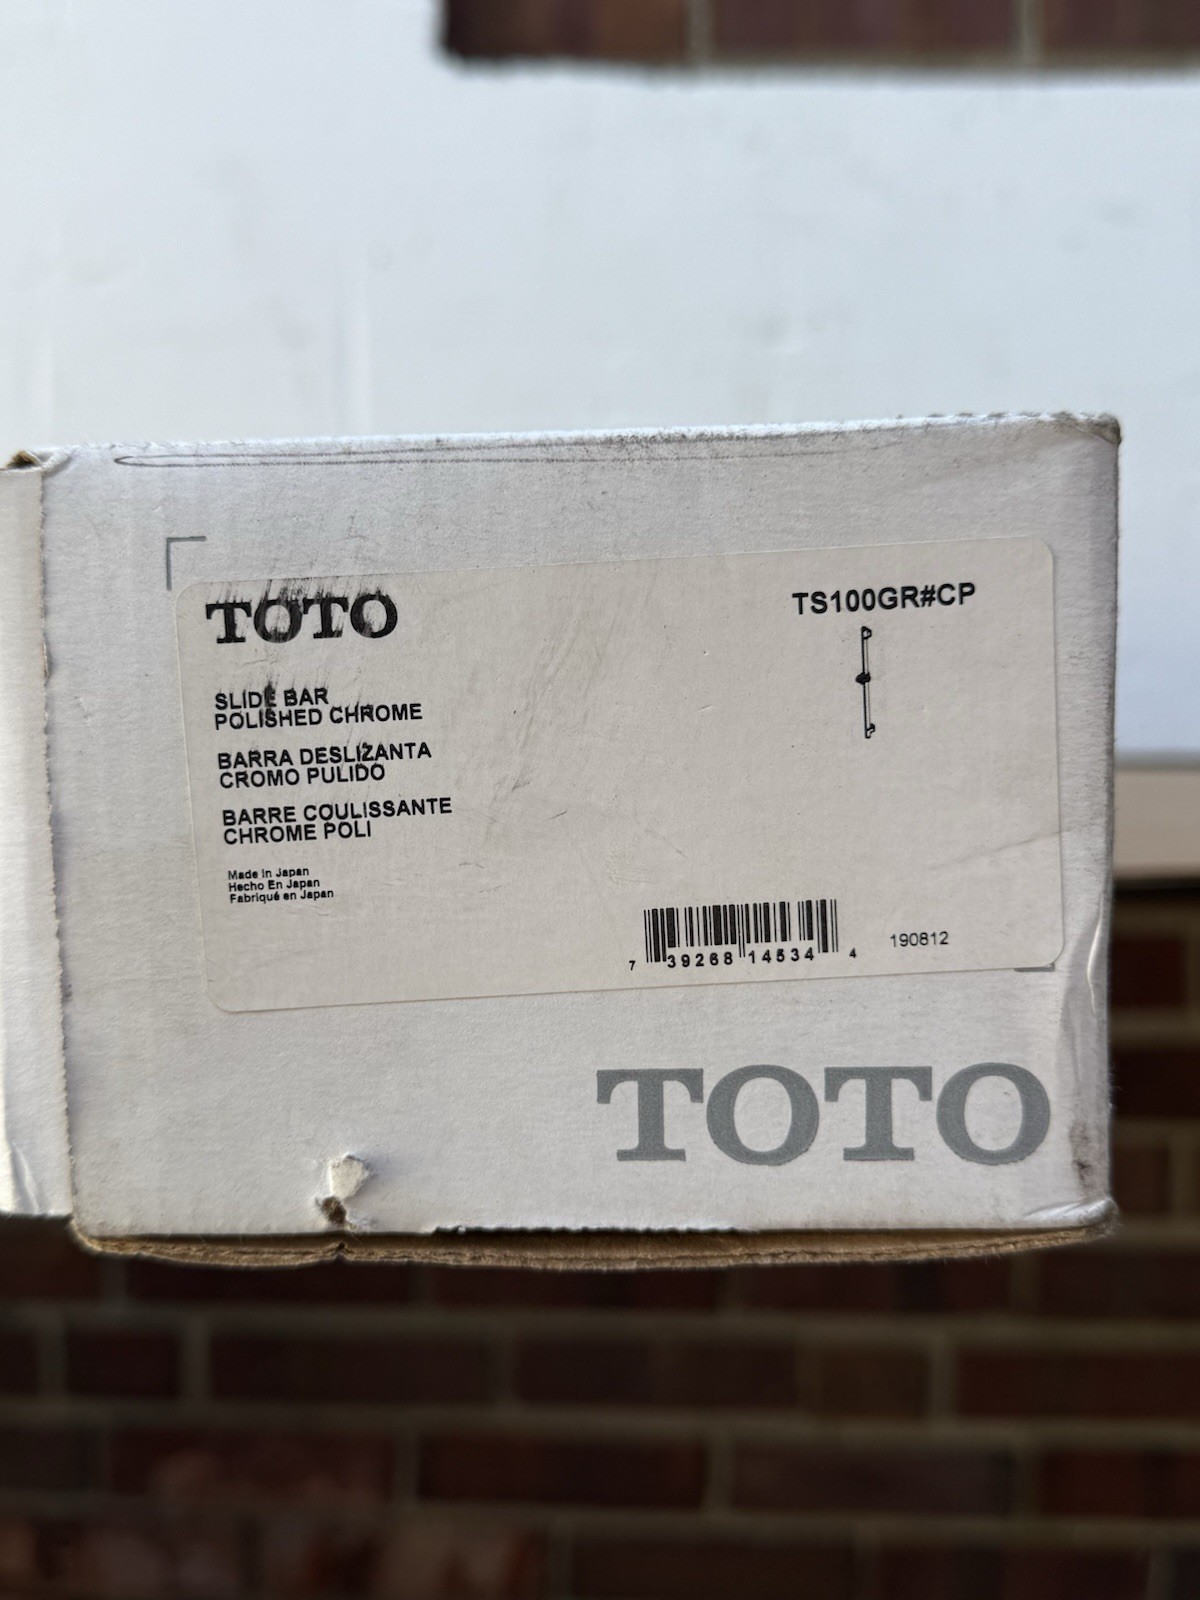 TOTO
TS100GR#CP
SLIDE BAR
POLISHED CHROME
BARRA DESLIZANTA
CROMO PULIDO
BARRE COULISSANTE
CHROME POLI
Made In Japan
Hecho En Japan
Fabriqué en Japan
7 39268 14534 4
190812
TOTO